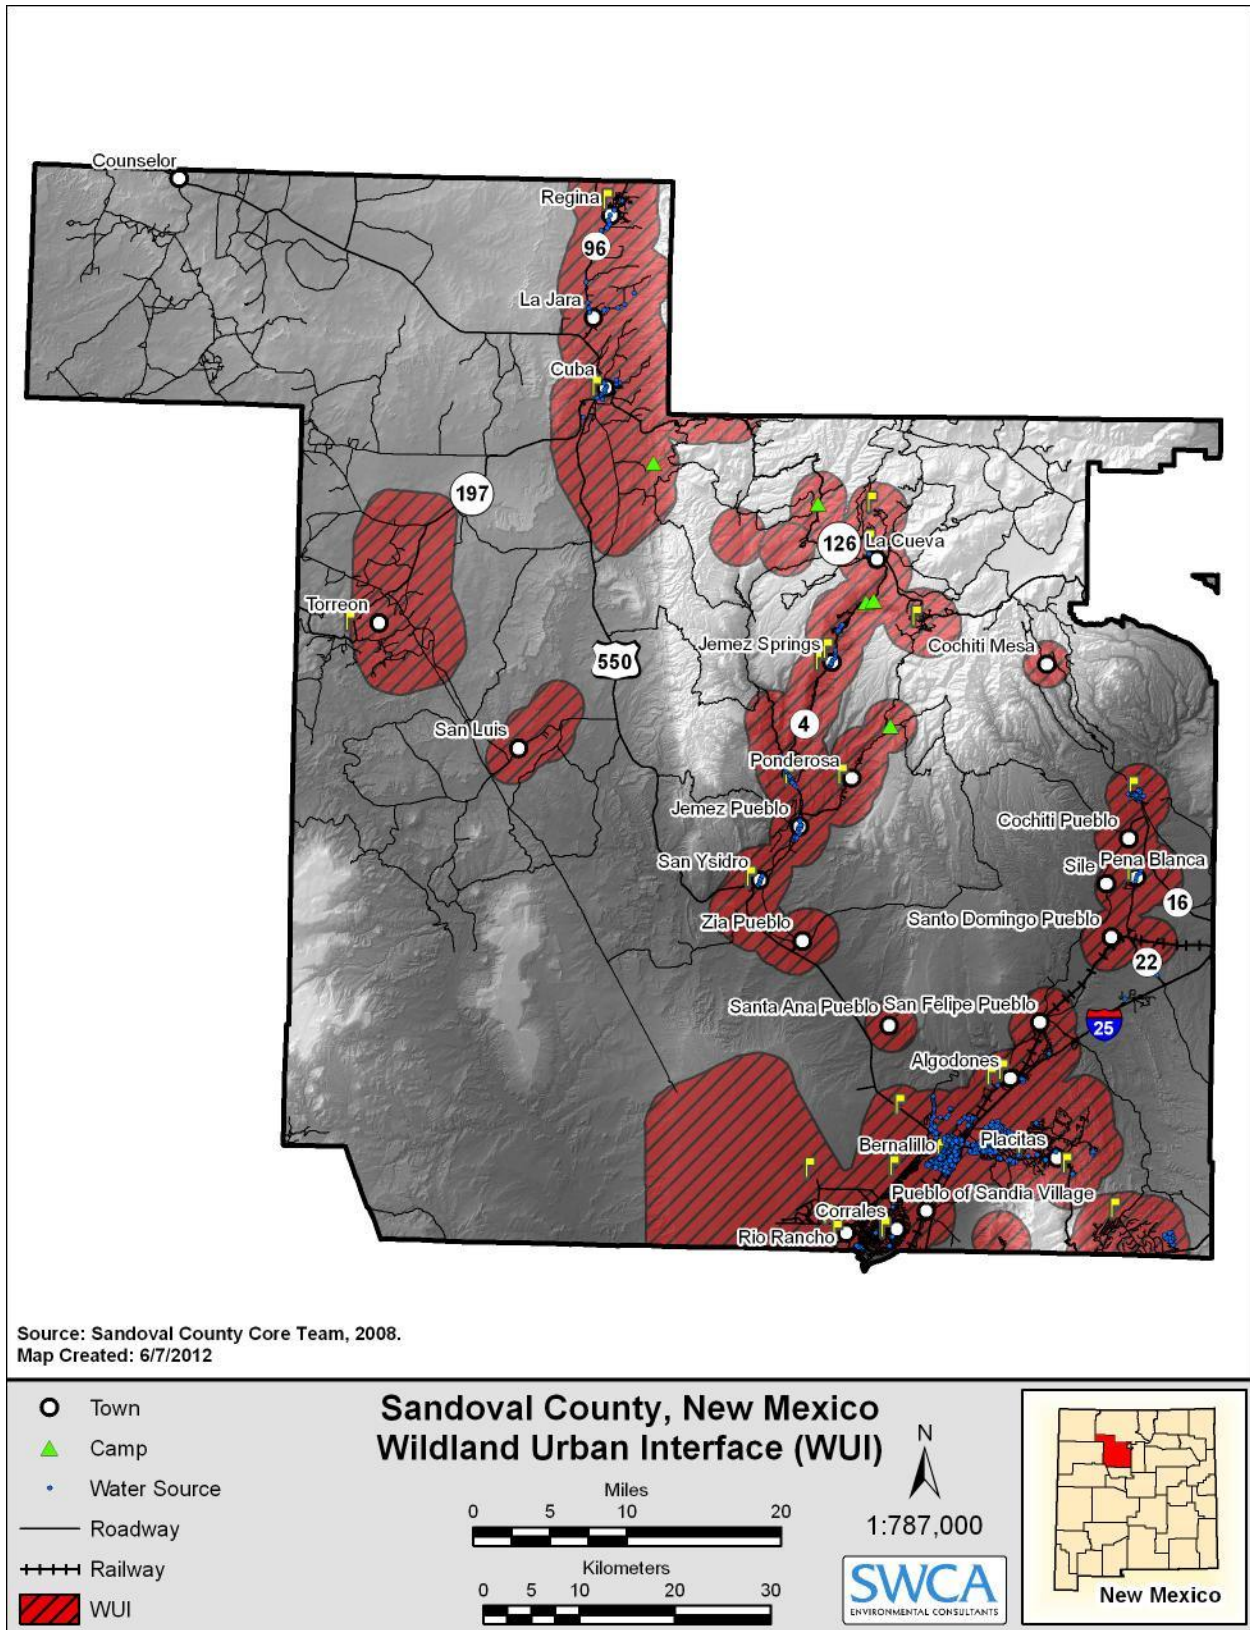 Counselor
Regina
96
La Jara
Cuba
197
126
La Cueva
Torreon
Jemez Springs
Cochiti Mesa
550
4
San Luis
Ponderosa
Jemez Pueblo
Cochiti Pueblo
San Ysidro
Sile
Pena Blanca
16
Zia Pueblo
Santo Domingo Pueblo
22
Santa Ana Pueblo
San Felipe Pueblo
25
Algodones
Bernalillo
Placitas
Pueblo of Sandia Village
Corrales
Rio Rancho
Source: Sandoval County Core Team, 2008.
Map Created: 6/7/2012
Town
Camp
Water Source
Roadway
Railway
WUI
Sandoval County, New Mexico
Wildland Urban Interface (WUI)
Miles
0 5 10 20
Kilometers
0 5 10 20 30
N
1:787,000
SWCA
ENVIRONMENTAL CONSULTANTS
New Mexico